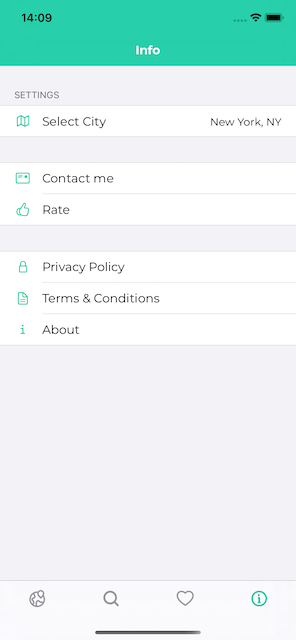 14:09
Info
SETTINGS
Select City New York, NY
Contact me
Rate
Privacy Policy
Terms & Conditions
About